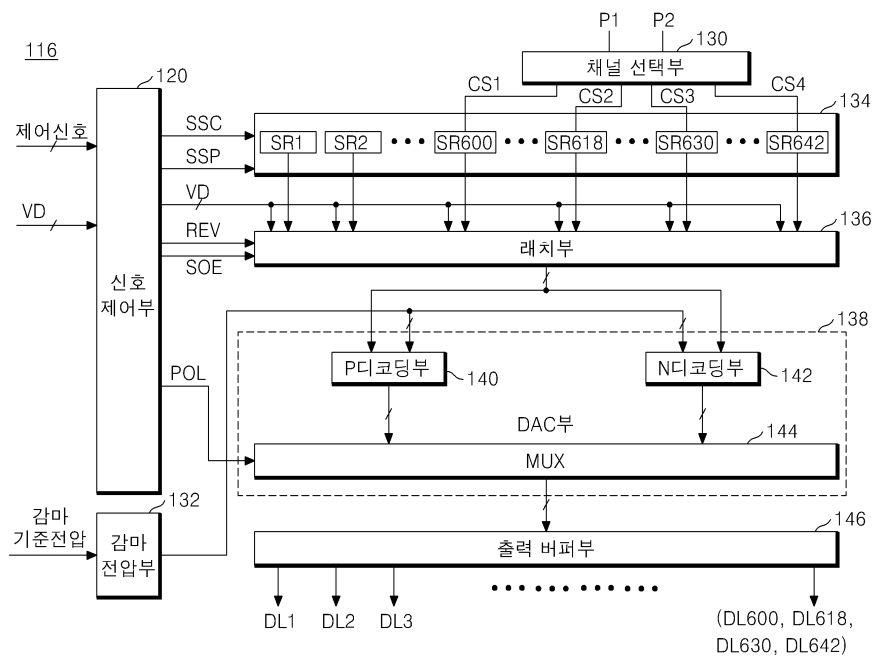 P1 P2
116
130
채널 선택부
120
CS1 CS2 CS3 CS4
134
제어신호
SSC
SR1 SR2 SR600 SR618 SR630 SR642
SSP
VD
VD
REV
136
래치부
SOE
신호
제어부
138
P디코딩부
140
N디코딩부
142
POL
DAC부
144
MUX
132
감마
기준전압
감마
전압부
146
출력 버퍼부
DL1 DL2 DL3
(DL600, DL618,
DL630, DL642)